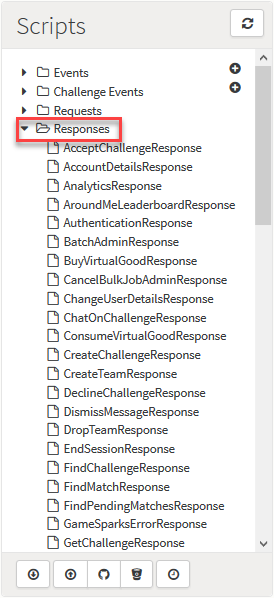 Scripts
Events
Challenge Events
Requests
Responses
AcceptChallengeResponse
AccountDetailsResponse
AnalyticsResponse
AroundMeLeaderboardResponse
AuthenticationResponse
BatchAdminResponse
BuyVirtualGoodResponse
CancelBulkJobAdminResponse
ChangeUserDetailsResponse
ChatOnChallengeResponse
ConsumeVirtualGoodResponse
CreateChallengeResponse
CreateTeamResponse
DeclineChallengeResponse
DismissMessageResponse
DropTeamResponse
EndSessionResponse
FindChallengeResponse
FindMatchResponse
FindPendingMatchesResponse
GameSparksErrorResponse
GetChallengeResponse